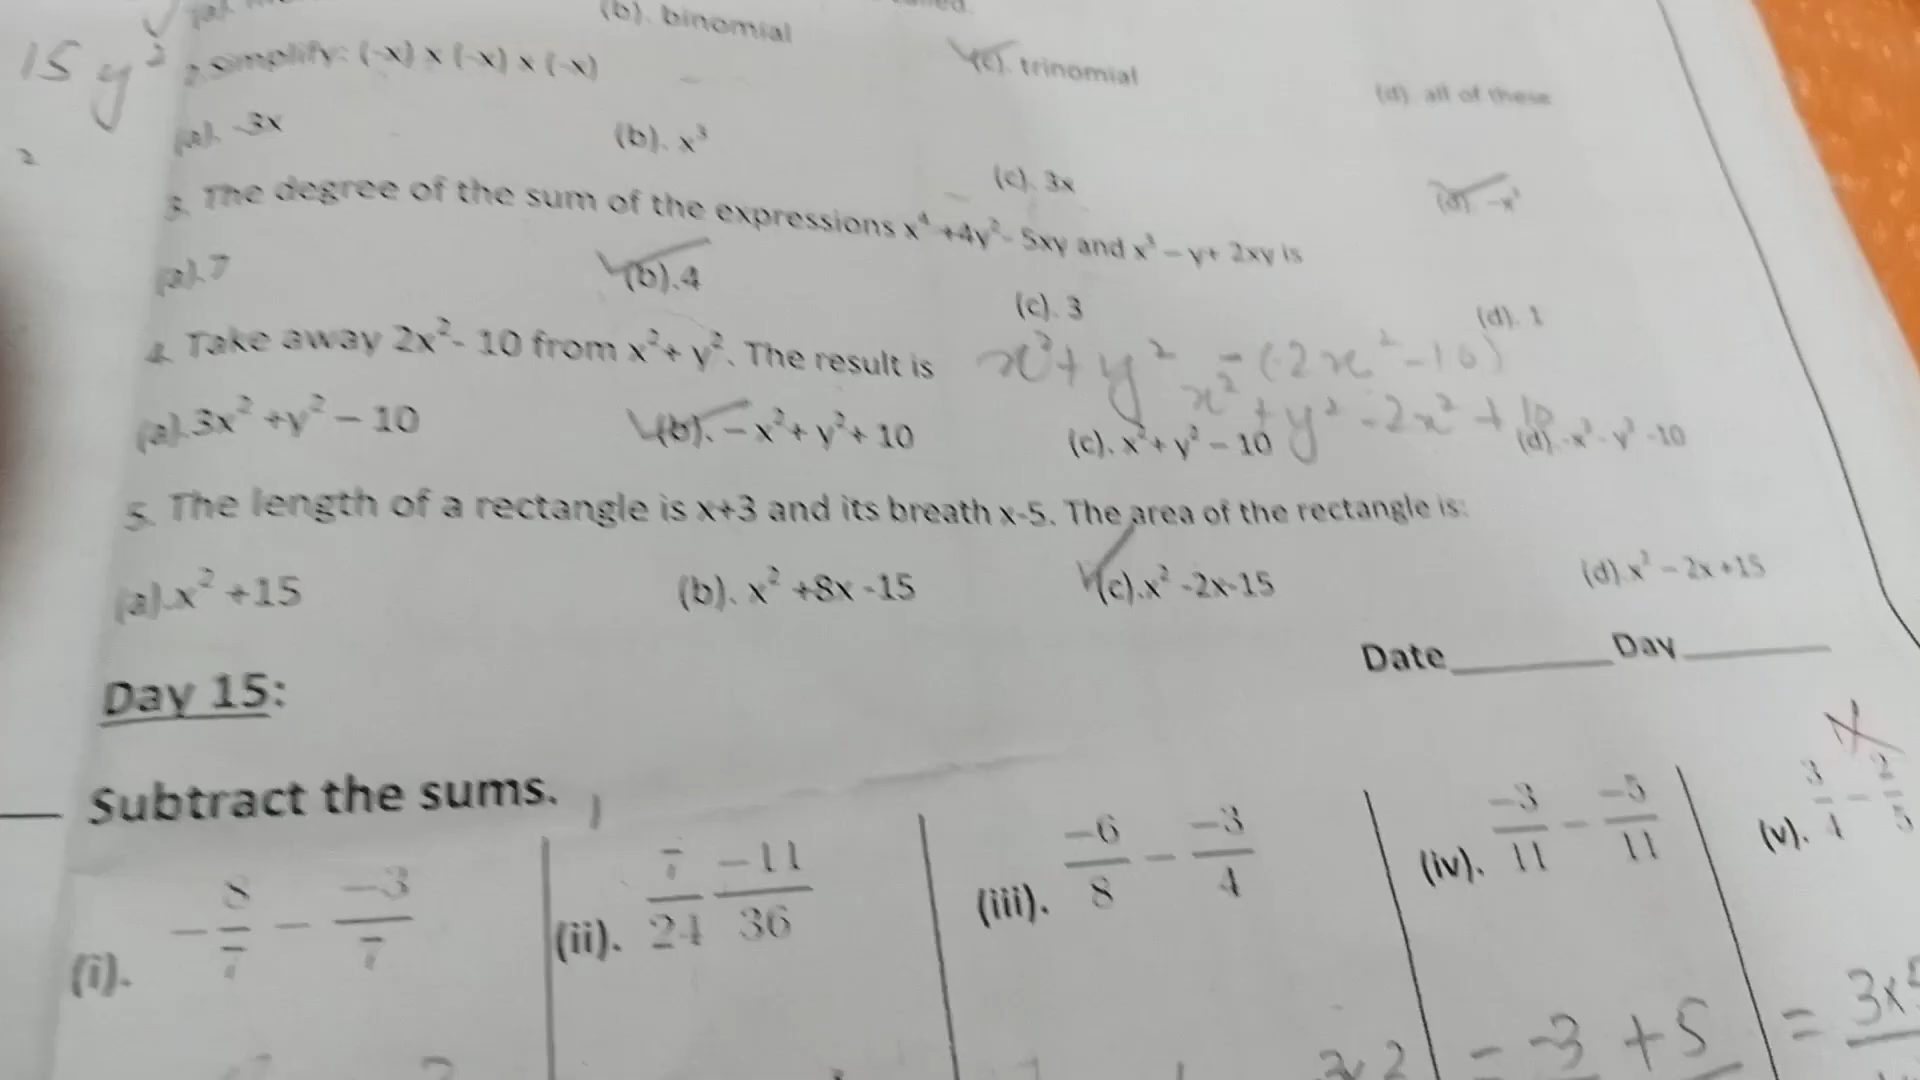 (b). binomial
(c). trinomial
(d). all of these
15 y²
2. Simplify: (-x) x (-x) x (-x)
(a). -3x (b). x³ (c). 3x (d). -x³
3. The degree of the sum of the expressions x⁴ +4y²- 5xy and x³ – y+ 2xy is
(a).7 (b).4 (c). 3 (d). 1
4. Take away 2x²- 10 from x²+ y². The result is
x²+y² -(2x²-10)
x²+y²-2x²+10
(a).3x² +y² – 10 (b). – x²+ y²+ 10 (c). x²+ y² – 10 (d).-x²- y² -10
5. The length of a rectangle is x+3 and its breath x-5. The area of the rectangle is:
(a).x² +15 (b). x² +8x -15 (c).x² -2x-15 (d).x² – 2x +15
Date Day
Day 15:
Subtract the sums.
(i). -8/7 - -3/7 (ii). 7/24 -11/36 (iii). -6/8 - -3/4 (iv). -3/11 - -5/11 (v). 3/4 - 2/5
= -3 + 5